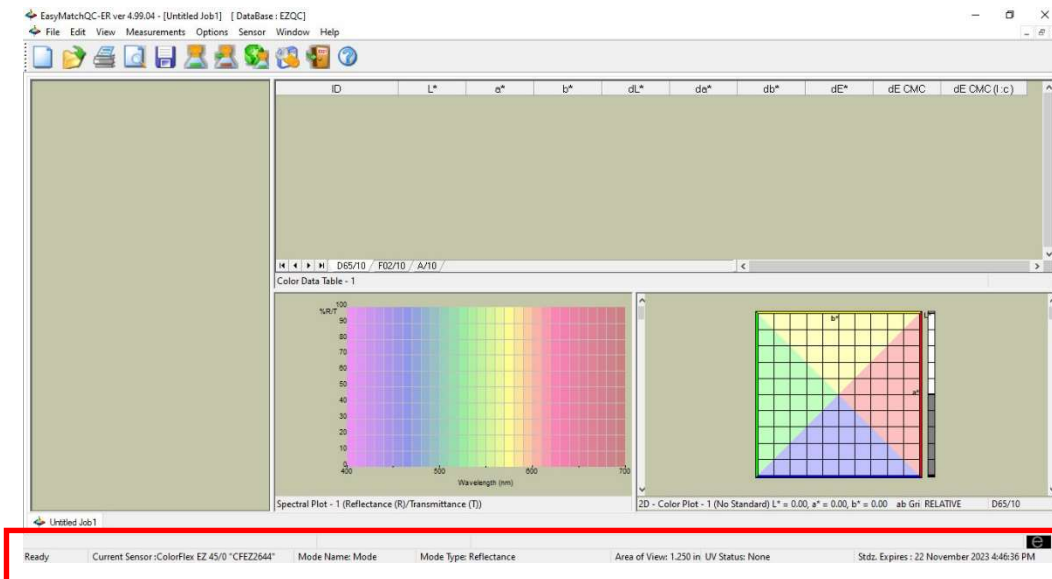 EasyMatchQC-ER ver 4.99.04 - [Untitled Job1] [ DataBase : EZQC]
File Edit View Measurements Options Sensor Window Help
ID L* a* b* dL* da* db* dE* dE CMC dE CMC (l :c )
D65/10 F02/10 A/10
Color Data Table - 1
%R/T
100
90
80
70
60
50
40
30
20
10
0
400 500 600 700
Wavelength (nm)
Spectral Plot - 1 (Reflectance (R)/Transmittance (T))
b*
L*
a*
2D - Color Plot - 1 (No Standard) L* = 0.00, a* = 0.00, b* = 0.00 ab Gri RELATIVE D65/10
Untitled Job1
e
Ready Current Sensor :ColorFlex EZ 45/0 "CFEZ2644" Mode Name: Mode Mode Type: Reflectance Area of View: 1.250 in UV Status: None Stdz. Expires : 22 November 2023 4:46:36 PM